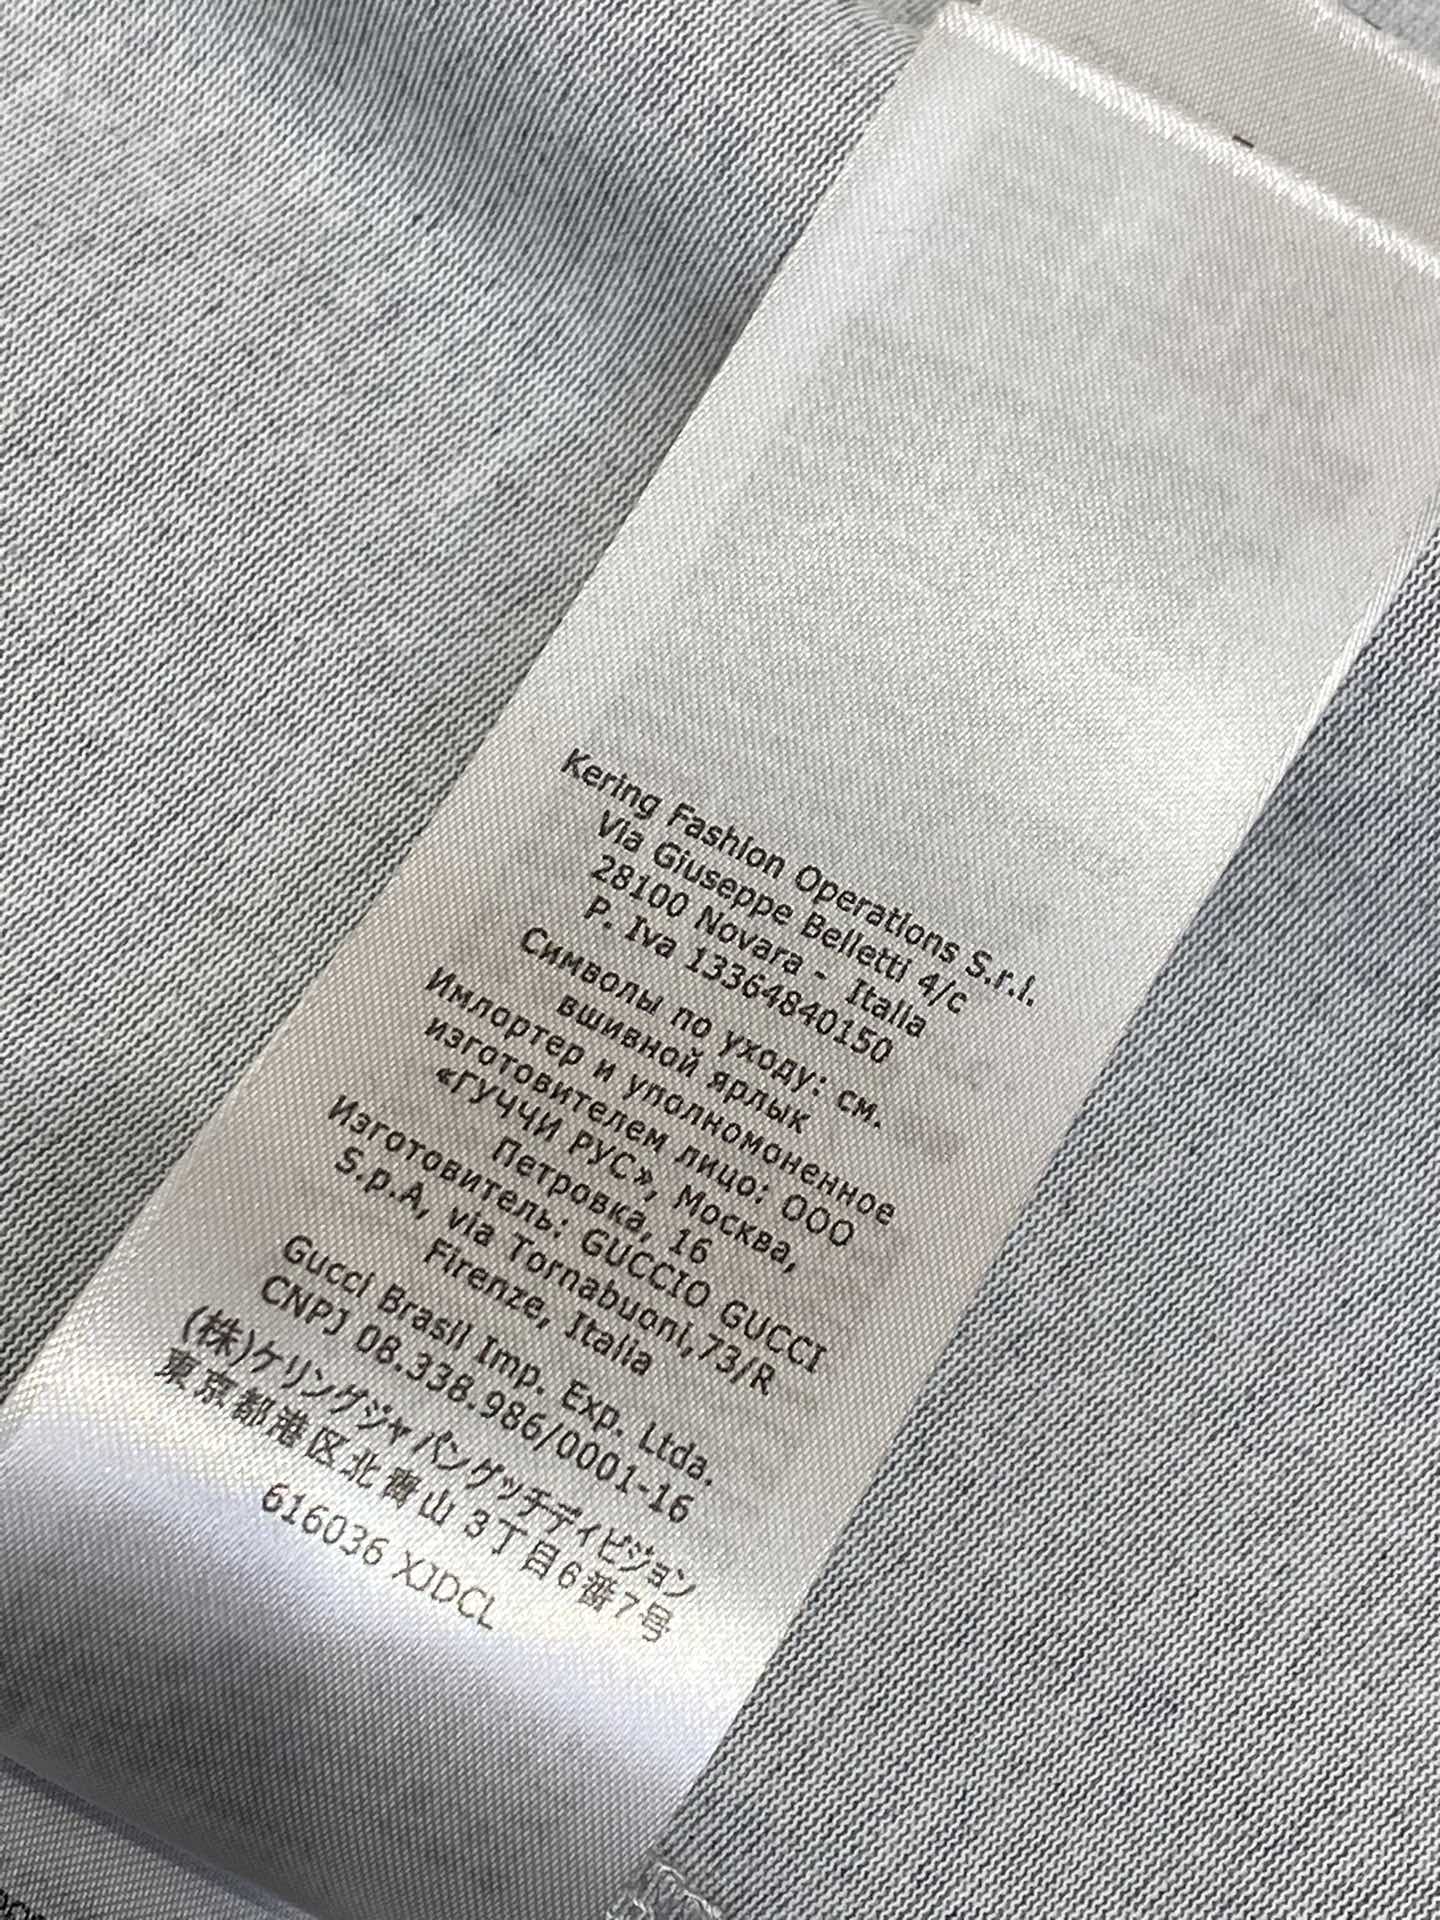 Kering Fashion Operations S.r.l.
Via Giuseppe Belletti 4/c
28100 Novara - Italia
P. Iva 13364840150
Символы по уходу: см.
вшивной ярлык
Импортер и уполномоченное
изготовителем лицо: ООО
«ГУЧЧИ РУС», Москва,
Петровка, 16
Изготовитель: GUCCIO GUCCI
S.p.A, via Tornabuoni,73/R
Firenze, Italia
Gucci Brasil Imp. Exp. Ltda.
CNPJ 08.338.986/0001-16
(株)ケリングジャパングッチディビジョン
東京都港区北青山 3丁目6番7号
616036 XJDCL